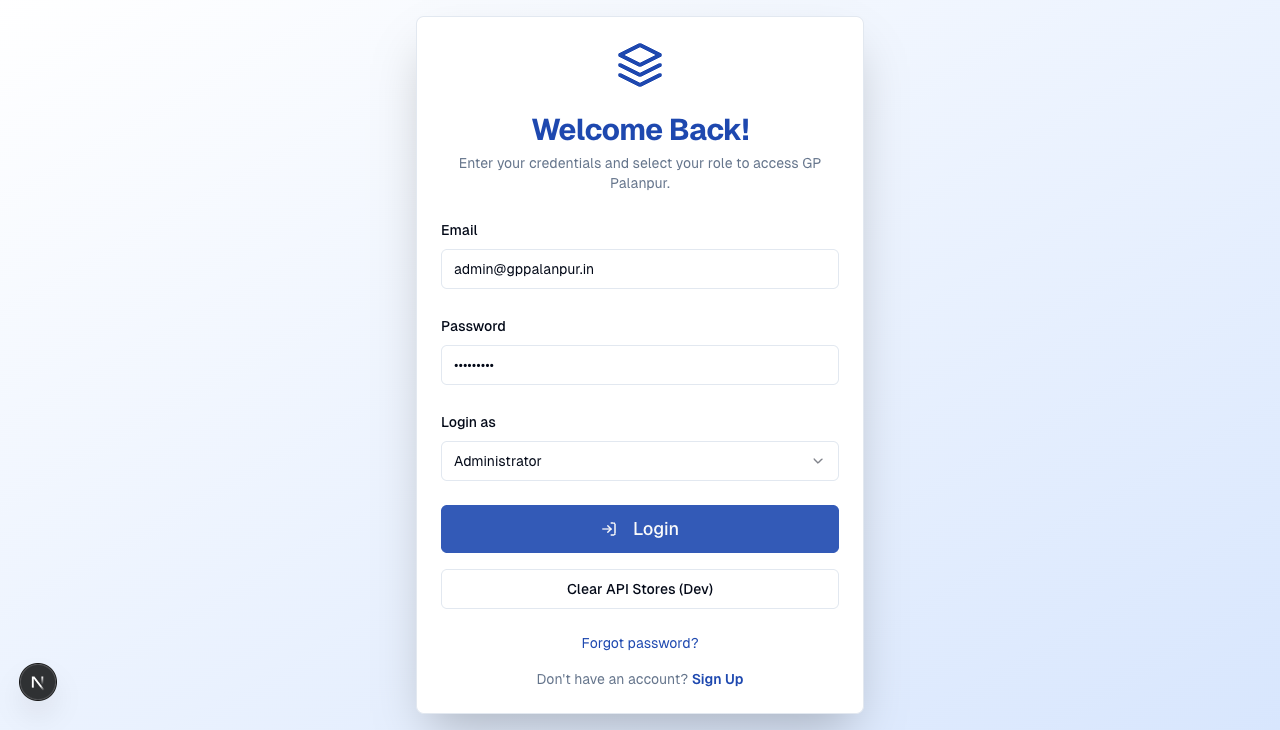 Welcome Back!
Enter your credentials and select your role to access GP
Palanpur.
Email
admin@gppalanpur.in
Password
•••••••••
Login as
Administrator
Login
Clear API Stores (Dev)
Forgot password?
Don't have an account? Sign Up
N